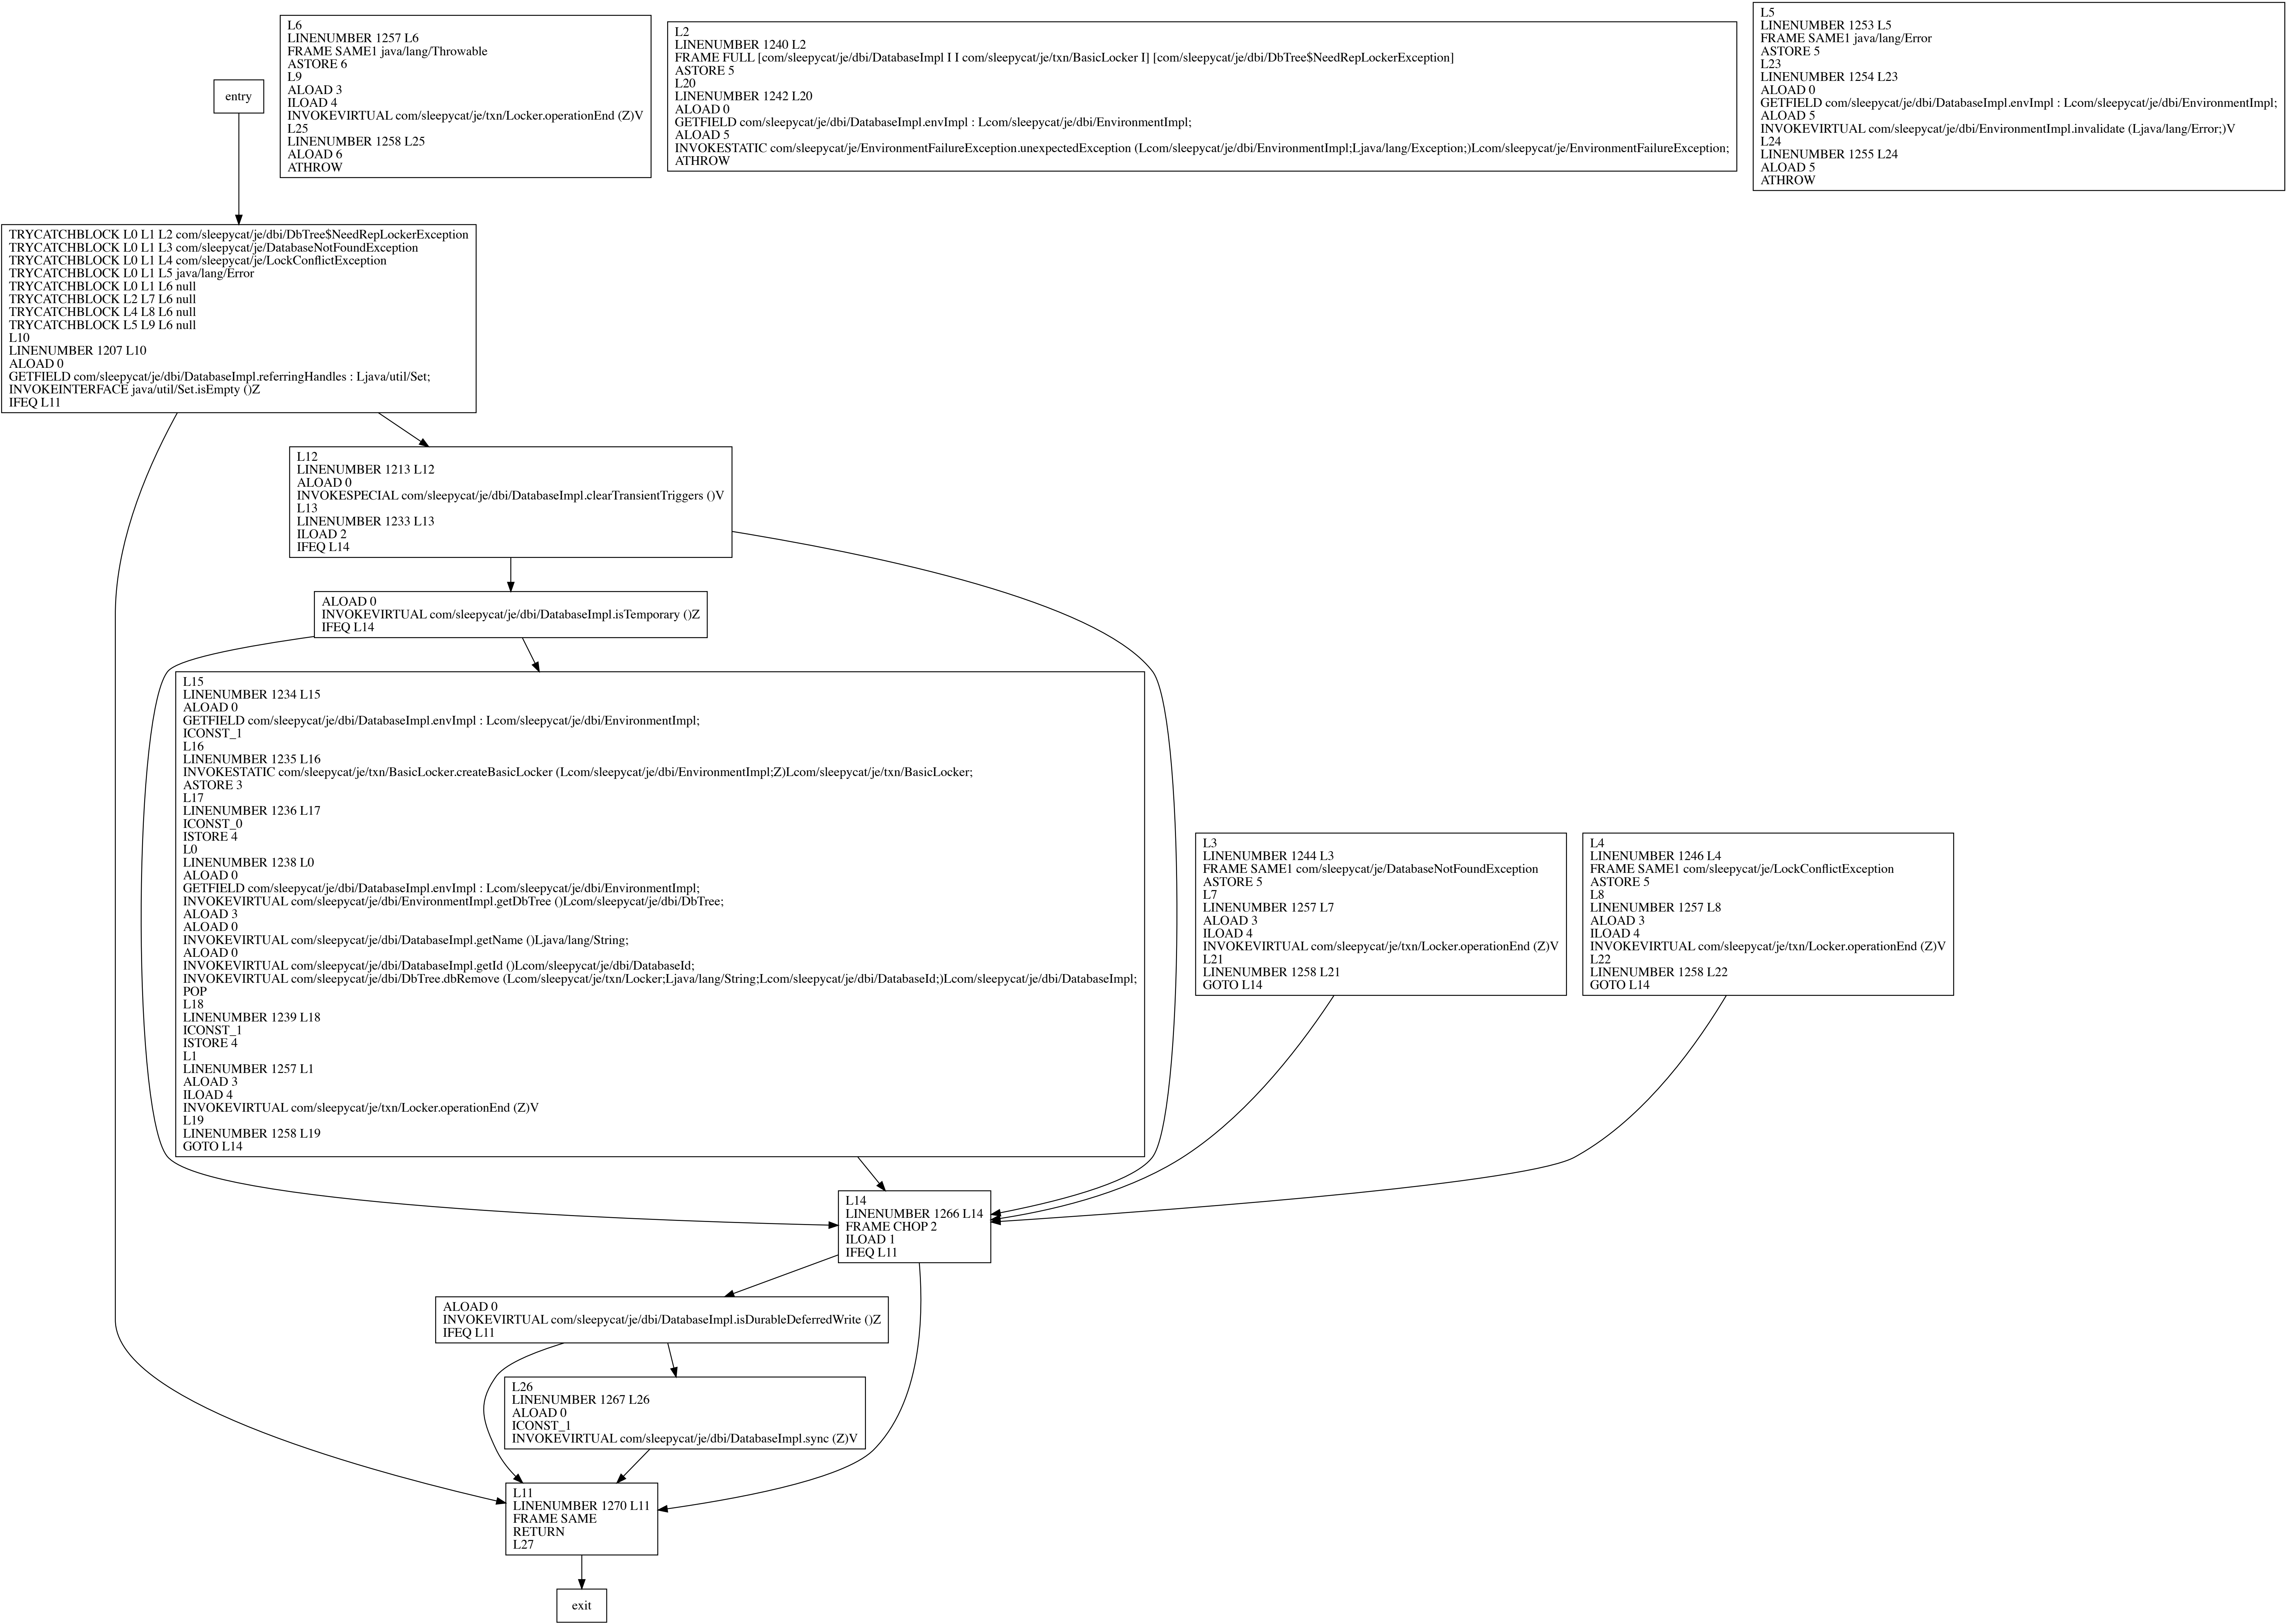 L6
LINENUMBER 1257 L6
FRAME SAME1 java/lang/Throwable
ASTORE 6
L9
ALOAD 3
ILOAD 4
INVOKEVIRTUAL com/sleepycat/je/txn/Locker.operationEnd (Z)V
L25
LINENUMBER 1258 L25
ALOAD 6
ATHROW
L2
LINENUMBER 1240 L2
FRAME FULL [com/sleepycat/je/dbi/DatabaseImpl I I com/sleepycat/je/txn/BasicLocker I] [com/sleepycat/je/dbi/DbTree$NeedRepLockerException]
ASTORE 5
L20
LINENUMBER 1242 L20
ALOAD 0
GETFIELD com/sleepycat/je/dbi/DatabaseImpl.envImpl : Lcom/sleepycat/je/dbi/EnvironmentImpl;
ALOAD 5
INVOKESTATIC com/sleepycat/je/EnvironmentFailureException.unexpectedException (Lcom/sleepycat/je/dbi/EnvironmentImpl;Ljava/lang/Exception;)Lcom/sleepycat/je/EnvironmentFailureException;
ATHROW
L5
LINENUMBER 1253 L5
FRAME SAME1 java/lang/Error
ASTORE 5
L23
LINENUMBER 1254 L23
ALOAD 0
GETFIELD com/sleepycat/je/dbi/DatabaseImpl.envImpl : Lcom/sleepycat/je/dbi/EnvironmentImpl;
ALOAD 5
INVOKEVIRTUAL com/sleepycat/je/dbi/EnvironmentImpl.invalidate (Ljava/lang/Error;)V
L24
LINENUMBER 1255 L24
ALOAD 5
ATHROW
entry
TRYCATCHBLOCK L0 L1 L2 com/sleepycat/je/dbi/DbTree$NeedRepLockerException
TRYCATCHBLOCK L0 L1 L3 com/sleepycat/je/DatabaseNotFoundException
TRYCATCHBLOCK L0 L1 L4 com/sleepycat/je/LockConflictException
TRYCATCHBLOCK L0 L1 L5 java/lang/Error
TRYCATCHBLOCK L0 L1 L6 null
TRYCATCHBLOCK L2 L7 L6 null
TRYCATCHBLOCK L4 L8 L6 null
TRYCATCHBLOCK L5 L9 L6 null
L10
LINENUMBER 1207 L10
ALOAD 0
GETFIELD com/sleepycat/je/dbi/DatabaseImpl.referringHandles : Ljava/util/Set;
INVOKEINTERFACE java/util/Set.isEmpty ()Z
IFEQ L11
L12
LINENUMBER 1213 L12
ALOAD 0
INVOKESPECIAL com/sleepycat/je/dbi/DatabaseImpl.clearTransientTriggers ()V
L13
LINENUMBER 1233 L13
ILOAD 2
IFEQ L14
ALOAD 0
INVOKEVIRTUAL com/sleepycat/je/dbi/DatabaseImpl.isTemporary ()Z
IFEQ L14
L15
LINENUMBER 1234 L15
ALOAD 0
GETFIELD com/sleepycat/je/dbi/DatabaseImpl.envImpl : Lcom/sleepycat/je/dbi/EnvironmentImpl;
ICONST_1
L16
LINENUMBER 1235 L16
INVOKESTATIC com/sleepycat/je/txn/BasicLocker.createBasicLocker (Lcom/sleepycat/je/dbi/EnvironmentImpl;Z)Lcom/sleepycat/je/txn/BasicLocker;
ASTORE 3
L17
LINENUMBER 1236 L17
ICONST_0
ISTORE 4
L0
LINENUMBER 1238 L0
ALOAD 0
GETFIELD com/sleepycat/je/dbi/DatabaseImpl.envImpl : Lcom/sleepycat/je/dbi/EnvironmentImpl;
INVOKEVIRTUAL com/sleepycat/je/dbi/EnvironmentImpl.getDbTree ()Lcom/sleepycat/je/dbi/DbTree;
ALOAD 3
ALOAD 0
INVOKEVIRTUAL com/sleepycat/je/dbi/DatabaseImpl.getName ()Ljava/lang/String;
ALOAD 0
INVOKEVIRTUAL com/sleepycat/je/dbi/DatabaseImpl.getId ()Lcom/sleepycat/je/dbi/DatabaseId;
INVOKEVIRTUAL com/sleepycat/je/dbi/DbTree.dbRemove (Lcom/sleepycat/je/txn/Locker;Ljava/lang/String;Lcom/sleepycat/je/dbi/DatabaseId;)Lcom/sleepycat/je/dbi/DatabaseImpl;
POP
L18
LINENUMBER 1239 L18
ICONST_1
ISTORE 4
L1
LINENUMBER 1257 L1
ALOAD 3
ILOAD 4
INVOKEVIRTUAL com/sleepycat/je/txn/Locker.operationEnd (Z)V
L19
LINENUMBER 1258 L19
GOTO L14
L3
LINENUMBER 1244 L3
FRAME SAME1 com/sleepycat/je/DatabaseNotFoundException
ASTORE 5
L7
LINENUMBER 1257 L7
ALOAD 3
ILOAD 4
INVOKEVIRTUAL com/sleepycat/je/txn/Locker.operationEnd (Z)V
L21
LINENUMBER 1258 L21
GOTO L14
L4
LINENUMBER 1246 L4
FRAME SAME1 com/sleepycat/je/LockConflictException
ASTORE 5
L8
LINENUMBER 1257 L8
ALOAD 3
ILOAD 4
INVOKEVIRTUAL com/sleepycat/je/txn/Locker.operationEnd (Z)V
L22
LINENUMBER 1258 L22
GOTO L14
L14
LINENUMBER 1266 L14
FRAME CHOP 2
ILOAD 1
IFEQ L11
ALOAD 0
INVOKEVIRTUAL com/sleepycat/je/dbi/DatabaseImpl.isDurableDeferredWrite ()Z
IFEQ L11
L26
LINENUMBER 1267 L26
ALOAD 0
ICONST_1
INVOKEVIRTUAL com/sleepycat/je/dbi/DatabaseImpl.sync (Z)V
L11
LINENUMBER 1270 L11
FRAME SAME
RETURN
L27
exit